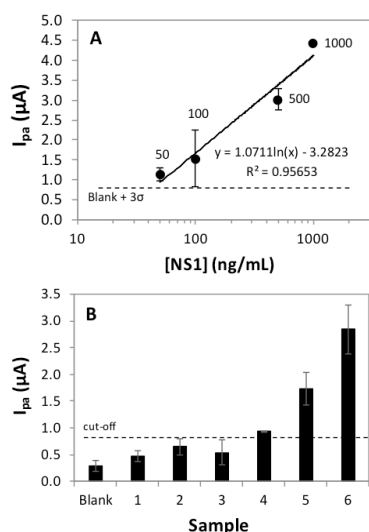 A
5.0
4.5
4.0
3.5
3.0
2.5
2.0
1.5
1.0
0.5
0.0
Ipa (µA)
1000
500
100
50
y = 1.0711ln(x) - 3.2823
R² = 0.95653
Blank + 3σ
10 100 1000
[NS1] (ng/mL)
B
3.5
3.0
2.5
2.0
1.5
1.0
0.5
0.0
Ipa (µA)
cut-off
Blank 1 2 3 4 5 6
Sample